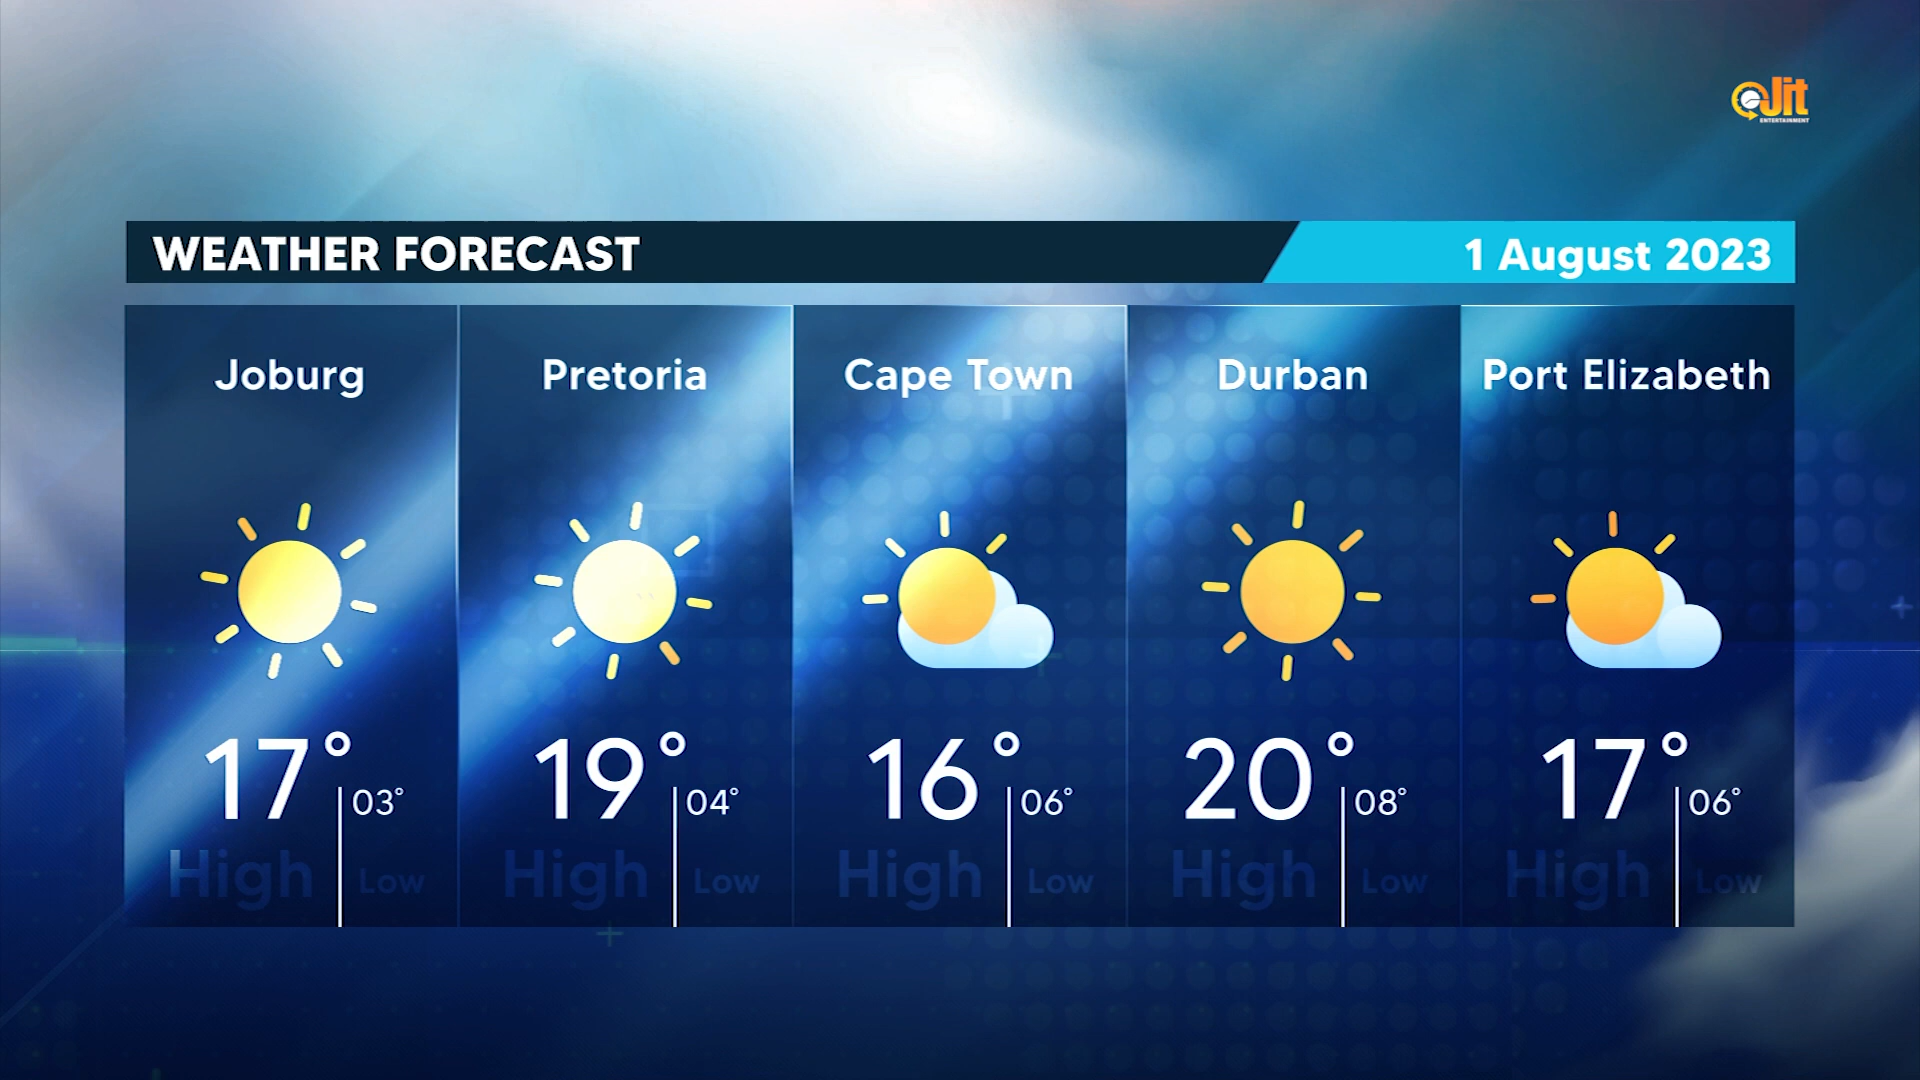 Jit
ENTERTAINMENT
WEATHER FORECAST
1 August 2023
Joburg
17°
03°
High
Low
Pretoria
19°
04°
High
Low
Cape Town
16°
06°
High
Low
Durban
20°
08°
High
Low
Port Elizabeth
17°
06°
High
Low